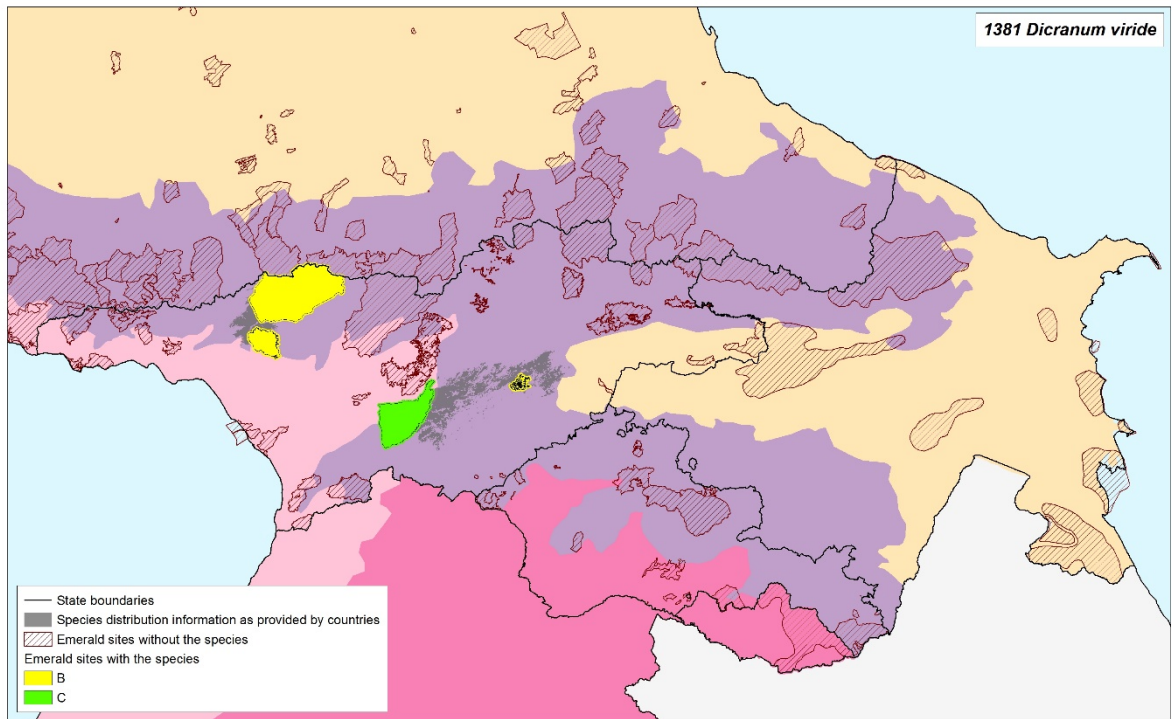 1381 Dicranum viride
State boundaries
Species distribution information as provided by countries
Emerald sites without the species
Emerald sites with the species
B
C